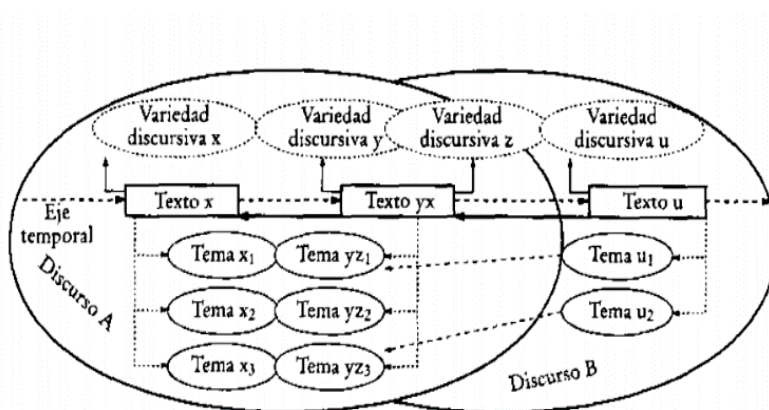 Variedad Variedad Variedad Variedad
discursiva x discursiva y discursiva z discursiva u
Texto x Texto yx Texto u
Eje
temporal
Tema x₁ Tema yz₁ Tema u₁
Discurso A
Tema x₂ Tema yz₂ Tema u₂
Tema x₃ Tema yz₃
Discurso B